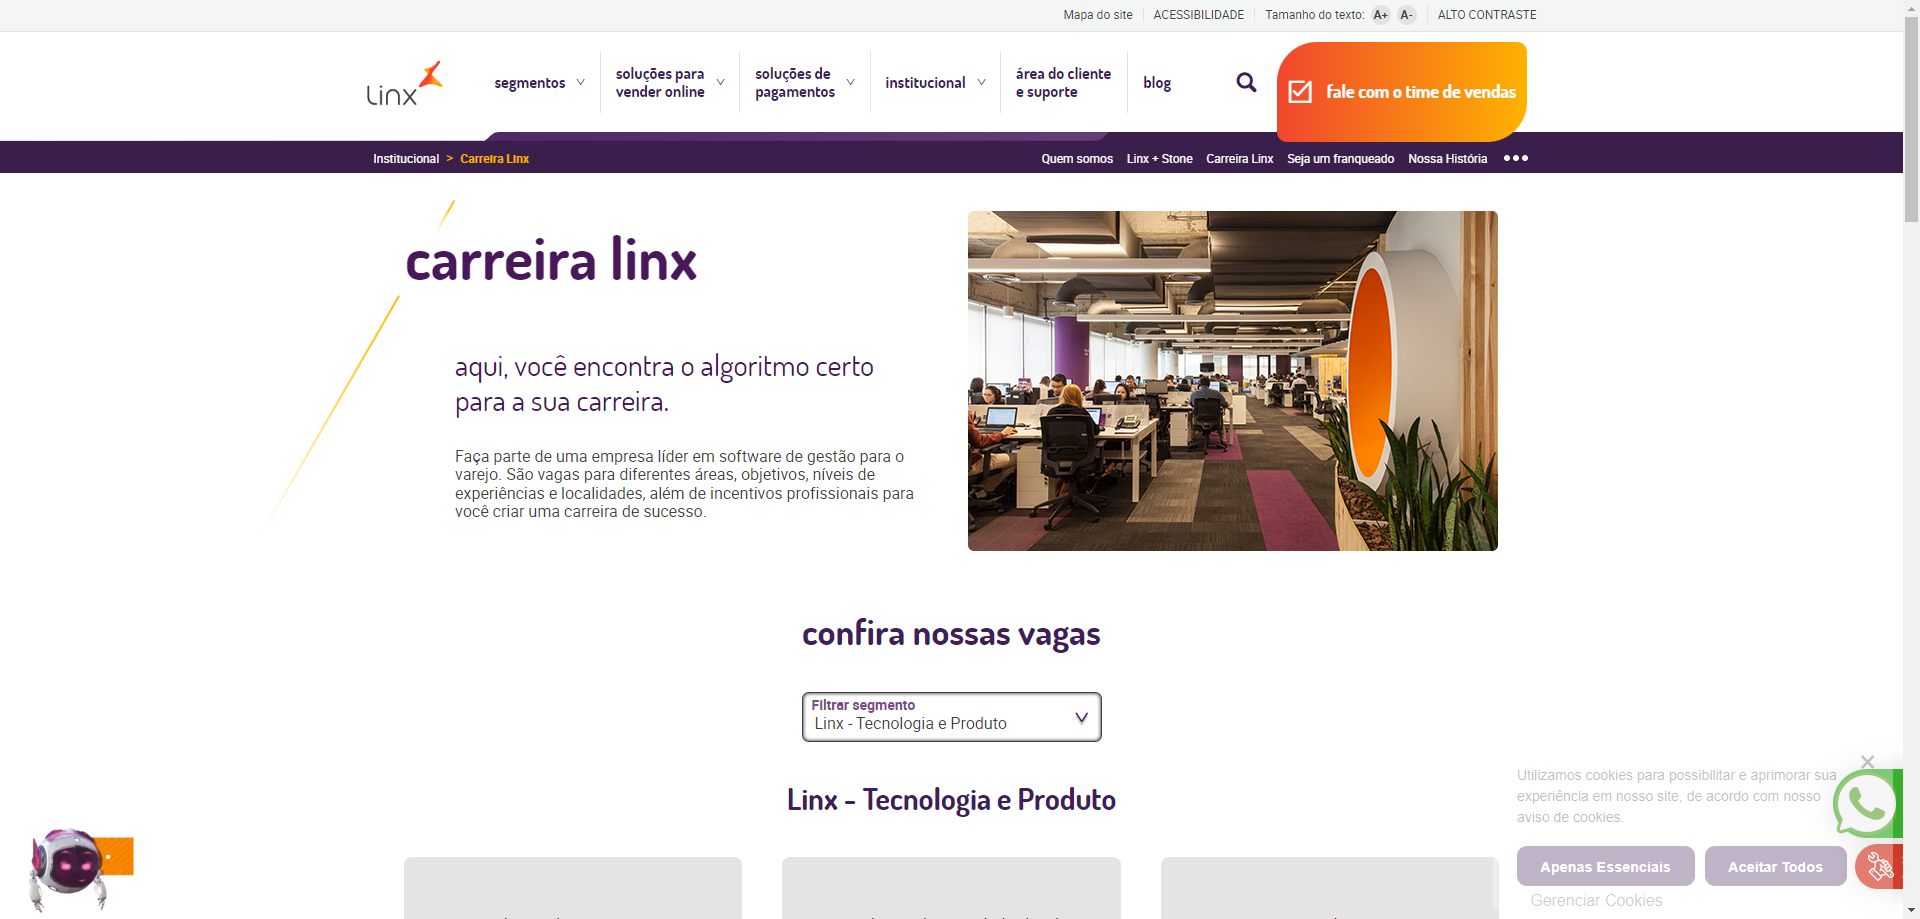 Mapa do site
ACESSIBILIDADE
Tamanho do texto: A+ A-
ALTO CONTRASTE
Linx
segmentos
soluções para
vender online
soluções de
pagamentos
institucional
área do cliente
e suporte
blog
fale com o time de vendas
Institucional > Carreira Linx
Quem somos
Linx + Stone
Carreira Linx
Seja um franqueado
Nossa História
carreira linx
aqui, você encontra o algoritmo certo
para a sua carreira.
Faça parte de uma empresa líder em software de gestão para o
varejo. São vagas para diferentes áreas, objetivos, níveis de
experiências e localidades, além de incentivos profissionais para
você criar uma carreira de sucesso.
confira nossas vagas
Filtrar segmento
Linx - Tecnologia e Produto
Linx - Tecnologia e Produto
Utilizamos cookies para possibilitar e aprimorar sua
experiência em nosso site, de acordo com nosso
aviso de cookies.
Apenas Essenciais
Aceitar Todos
Gerenciar Cookies